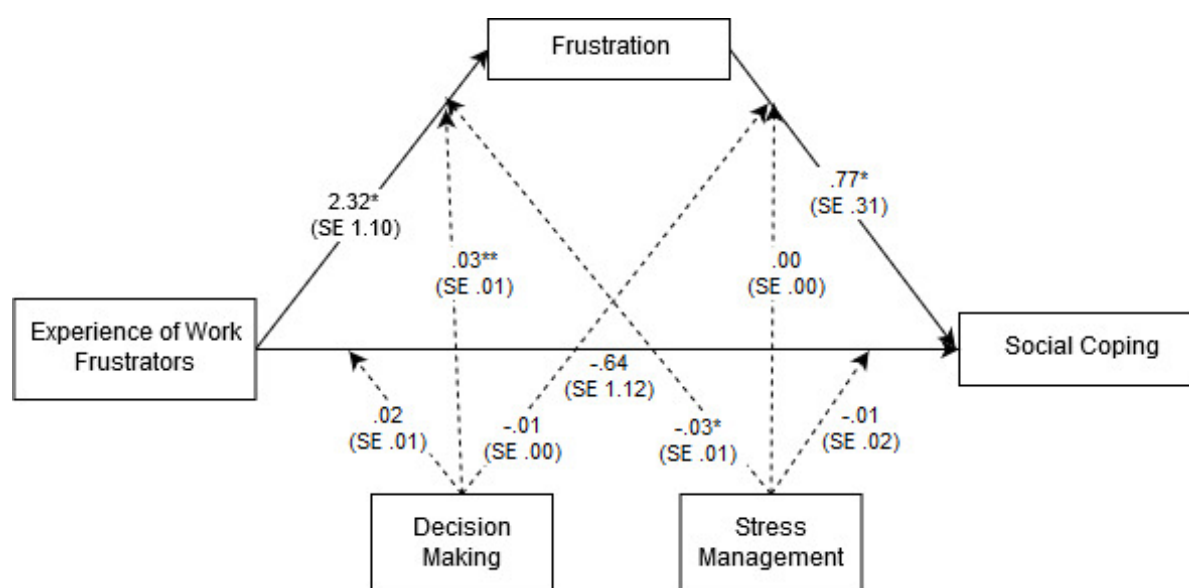 Frustration
2.32*
(SE 1.10)
.77*
(SE .31)
.03**
(SE .01)
.00
(SE .00)
Experience of Work
Frustrators
Social Coping
-.64
(SE 1.12)
.02
(SE .01)
-.01
(SE .00)
-.03*
(SE .01)
-.01
(SE .02)
Decision
Making
Stress
Management